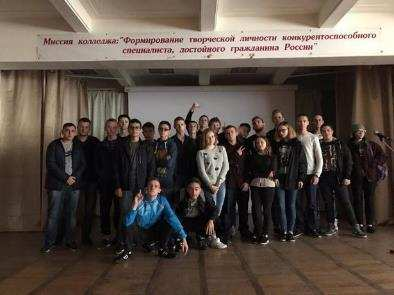 Миссия колледжа:"Формирование творческой личности конкурентоспособного
специалиста, достойного гражданина России"